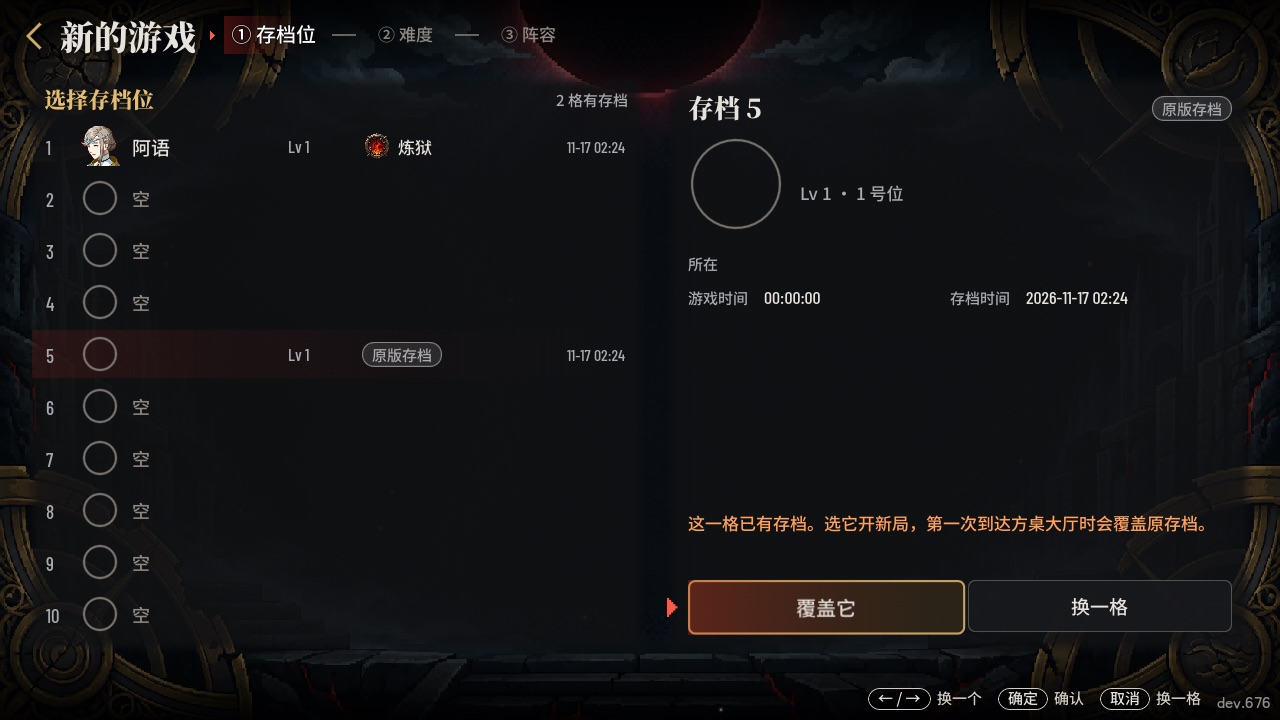 新的游戏 ① 存档位 — ② 难度 — ③ 阵容
选择存档位
2 格有存档
1 阿语 Lv 1 炼狱 11-17 02:24
2 空
3 空
4 空
5 Lv 1 原版存档 11-17 02:24
6 空
7 空
8 空
9 空
10 空
存档 5
原版存档
Lv 1 · 1 号位
所在
游戏时间 00:00:00 存档时间 2026-11-17 02:24
这一格已有存档。选它开新局，第一次到达方桌大厅时会覆盖原存档。
覆盖它 换一格
←/→ 换一个 确定 确认 取消 换一格
dev.676